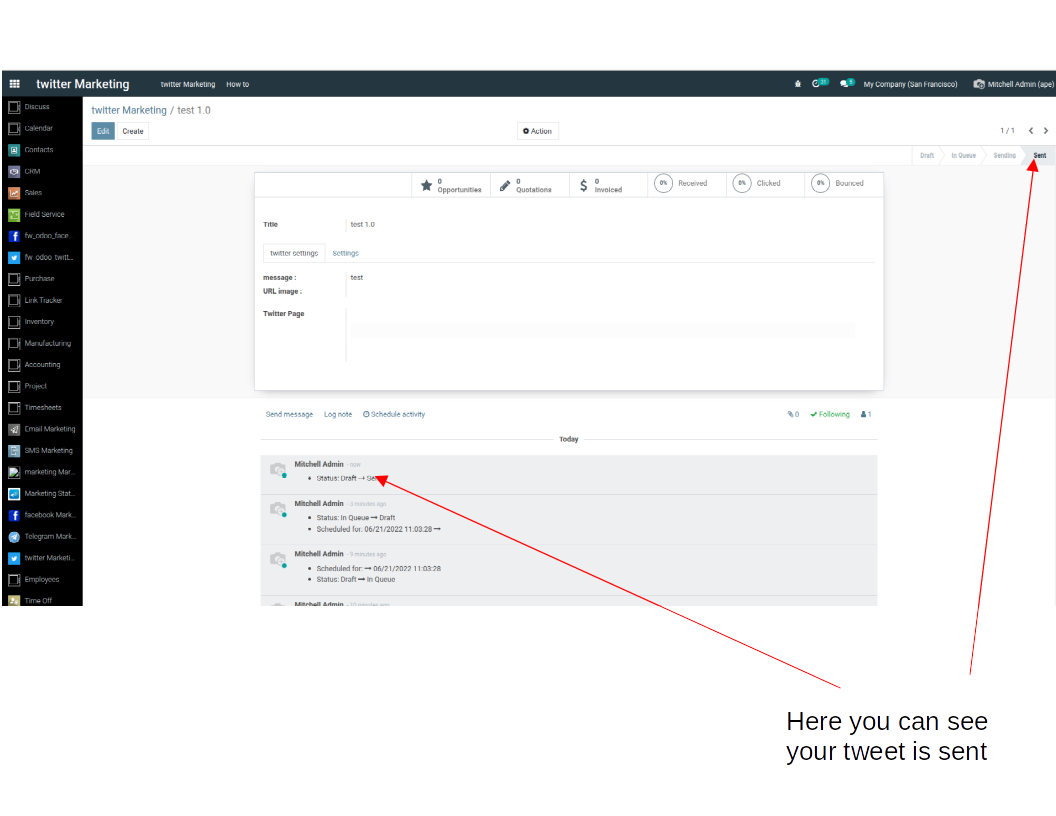 twitter Marketing twitter Marketing How to 31 5 My Company (San Francisco) Mitchell Admin (ape)
Discuss
Calendar
Contacts
CRM
Sales
Field Service
fw_odoo_face
fw_odoo twitt...
Purchase
Link Tracker
Inventory
Manufacturing
Accounting
Project
Timesheets
Email Marketing
SMS Marketing
marketing Mar...
Marketing Stat...
facebook Mark...
Telegram Mark...
twitter Marketi...
Employees
Time Off
twitter Marketing / test 1.0
Edit Create Action 1 / 1
Draft In Queue Sending Sent
0 Opportunities
0 Quotations
$ 0 Invoiced
0% Received
0% Clicked
0% Bounced
Title test 1.0
twitter settings Settings
message : test
URL image :
Twitter Page
Send message Log note Schedule activity 0 Following 1
Today
Mitchell Admin - now
• Status: Draft →
Mitchell Admin - 3 minutes ago
• Status: In Queue → Draft
• Scheduled for: 06/21/2022 11:03:28 →
Mitchell Admin - 9 minutes ago
• Scheduled for: → 06/21/2022 11:03:28
• Status: Draft → In Queue
Mitchell Admin - 10 minutes ago
Here you can see
your tweet is sent